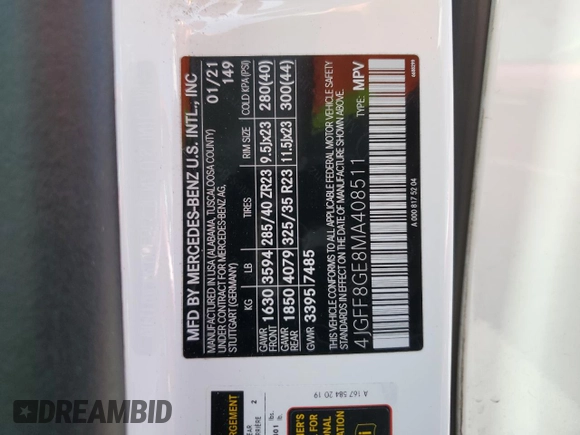 MFD BY MERCEDES-BENZ U.S. INTL., INC
MANUFACTURED IN USA (ALABAMA, TUSCALOOSA COUNTY) 01/21
UNDER CONTRACT FOR MERCEDES-BENZ AG, 149
STUTTGART (GERMANY)
KG LB TIRES RIM SIZE COLD KPA(PSI)
GAWR FRONT 1630 3594 285/40 ZR23 9.5Jx23 280(40)
GAWR REAR 1850 4079 325/35 R23 11.5Jx23 300(44)
GVWR 3395 7485
CONFORMS TO ALL APPLICABLE FEDERAL MOTOR VEHICLE SAFETY
STANDARDS IN EFFECT ON THE DATE OF MANUFACTURE SHOWN ABOVE.
4JGFF8GE8MA408511 TYPE: MPV
A 000 817 52 04
A 167 584 20 19
2
lbs.
DREAMBID